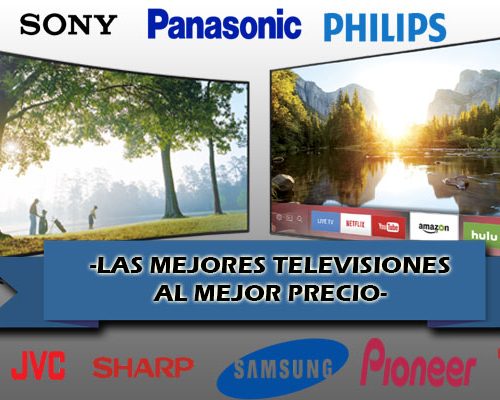 SONY Panasonic PHILIPS
LIVE TV NETFLIX YouTube amazon hulu
-LAS MEJORES TELEVISIONES
AL MEJOR PRECIO-
JVC SHARP SAMSUNG Pioneer